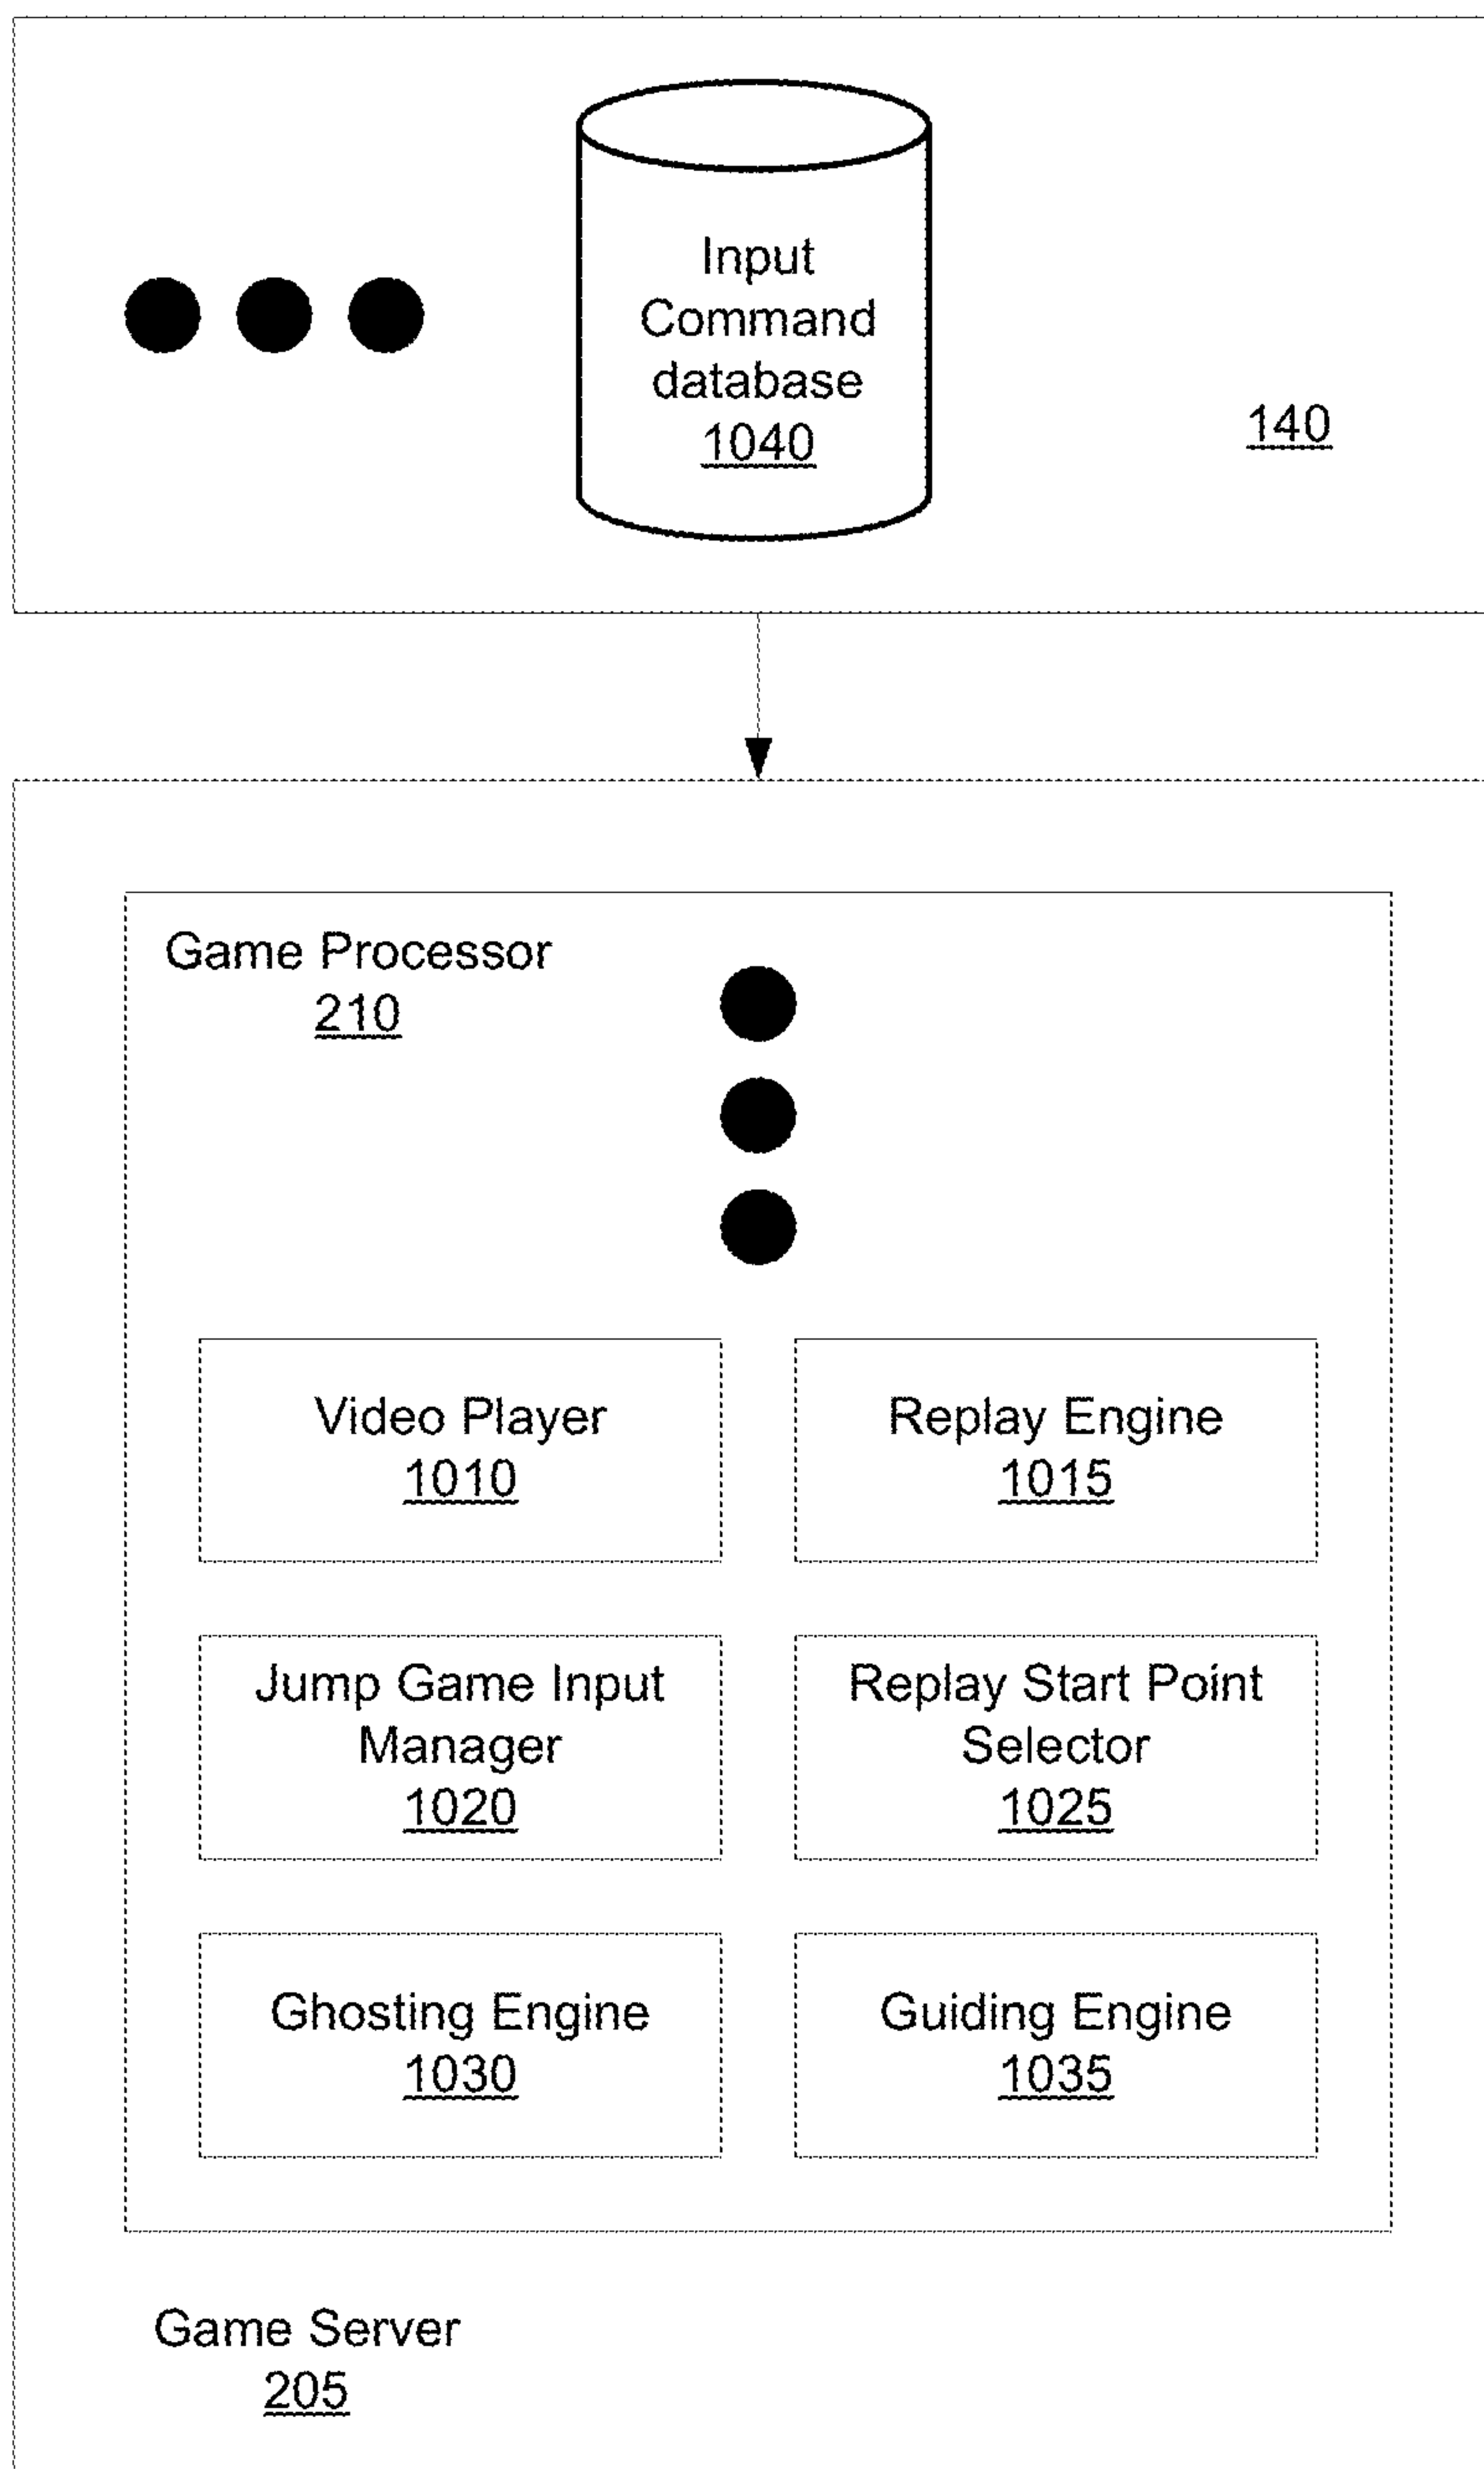 Input
Command
database
1040
140
Game Processor
210
Video Player
1010
Replay Engine
1015
Jump Game Input
Manager
1020
Replay Start Point
Selector
1025
Ghosting Engine
1030
Guiding Engine
1035
Game Server
205